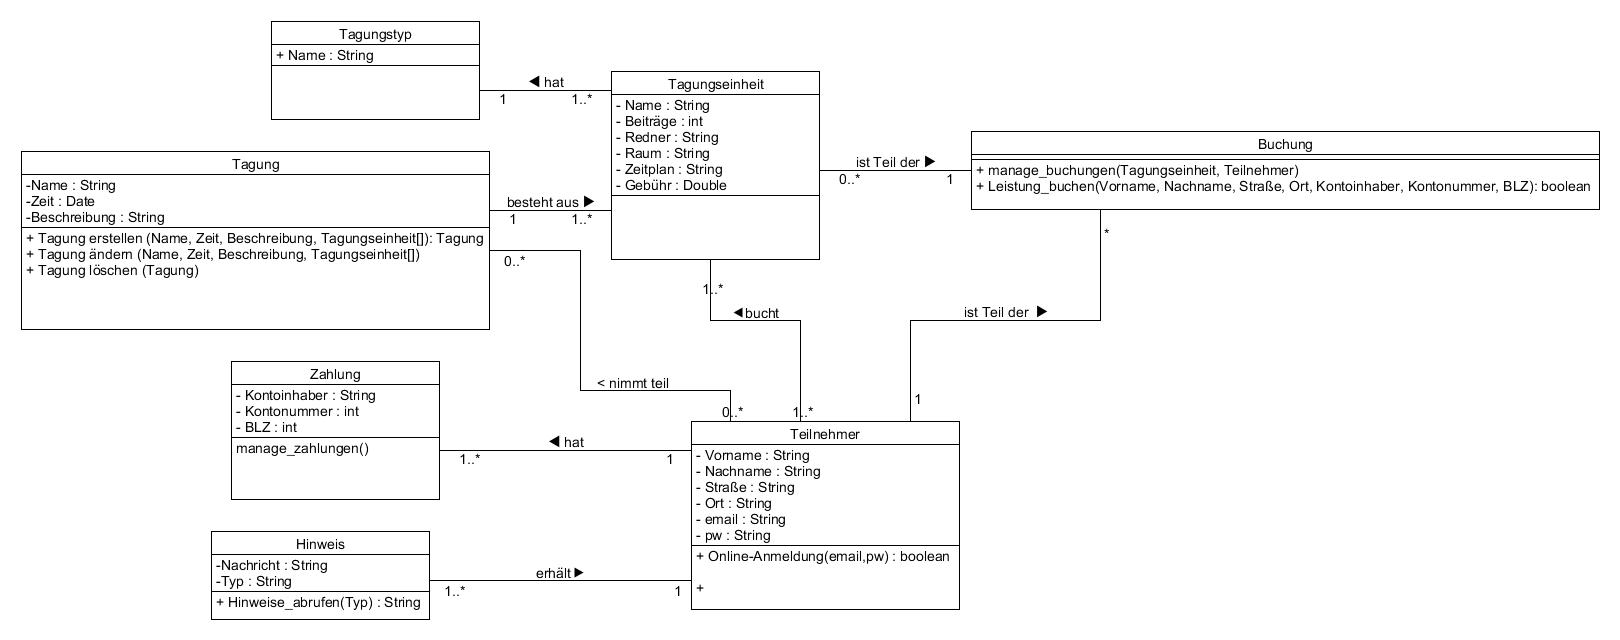 Tagungstyp
+ Name : String
◀ hat
1
1..*
Tagungseinheit
- Name : String
- Beiträge : int
- Redner : String
- Raum : String
- Zeitplan : String
- Gebühr : Double
ist Teil der ▶
0..*
1
Buchung
+ manage_buchungen(Tagungseinheit, Teilnehmer)
+ Leistung_buchen(Vorname, Nachname, Straße, Ort, Kontoinhaber, Kontonummer, BLZ): boolean
Tagung
-Name : String
-Zeit : Date
-Beschreibung : String
+ Tagung erstellen (Name, Zeit, Beschreibung, Tagungseinheit[]): Tagung
+ Tagung ändern (Name, Zeit, Beschreibung, Tagungseinheit[])
+ Tagung löschen (Tagung)
besteht aus ▶
1
1..*
0..*
1..*
◀ bucht
*
ist Teil der ▶
< nimmt teil
0..*
1..*
1
Zahlung
- Kontoinhaber : String
- Kontonummer : int
- BLZ : int
manage_zahlungen()
◀ hat
1..*
1
Teilnehmer
- Vorname : String
- Nachname : String
- Straße : String
- Ort : String
- email : String
- pw : String
+ Online-Anmeldung(email,pw) : boolean
+
Hinweis
-Nachricht : String
-Typ : String
+ Hinweise_abrufen(Typ) : String
erhält ▶
1..*
1